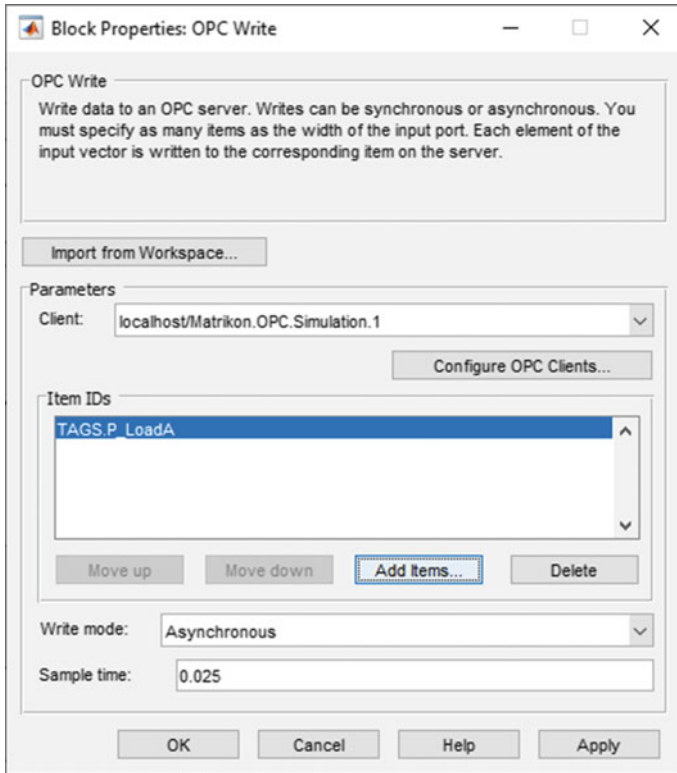 Block Properties: OPC Write
OPC Write
Write data to an OPC server. Writes can be synchronous or asynchronous. You
must specify as many items as the width of the input port. Each element of the
input vector is written to the corresponding item on the server.
Import from Workspace...
Parameters
Client: localhost/Matrikon.OPC.Simulation.1
Configure OPC Clients...
Item IDs
TAGS.P_LoadA
Move up Move down Add Items... Delete
Write mode: Asynchronous
Sample time: 0.025
OK Cancel Help Apply